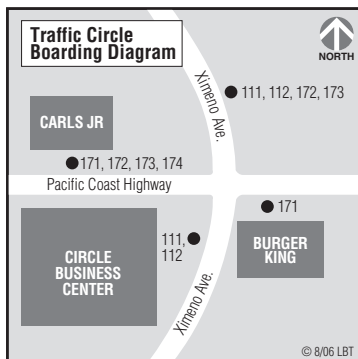 Traffic Circle
Boarding Diagram
NORTH
Ximeno Ave.
111, 112, 172, 173
CARLS JR
171, 172, 173, 174
Pacific Coast Highway
171
111,
112
BURGER
KING
CIRCLE
BUSINESS
CENTER
Ximeno Ave.
© 8/06 LBT